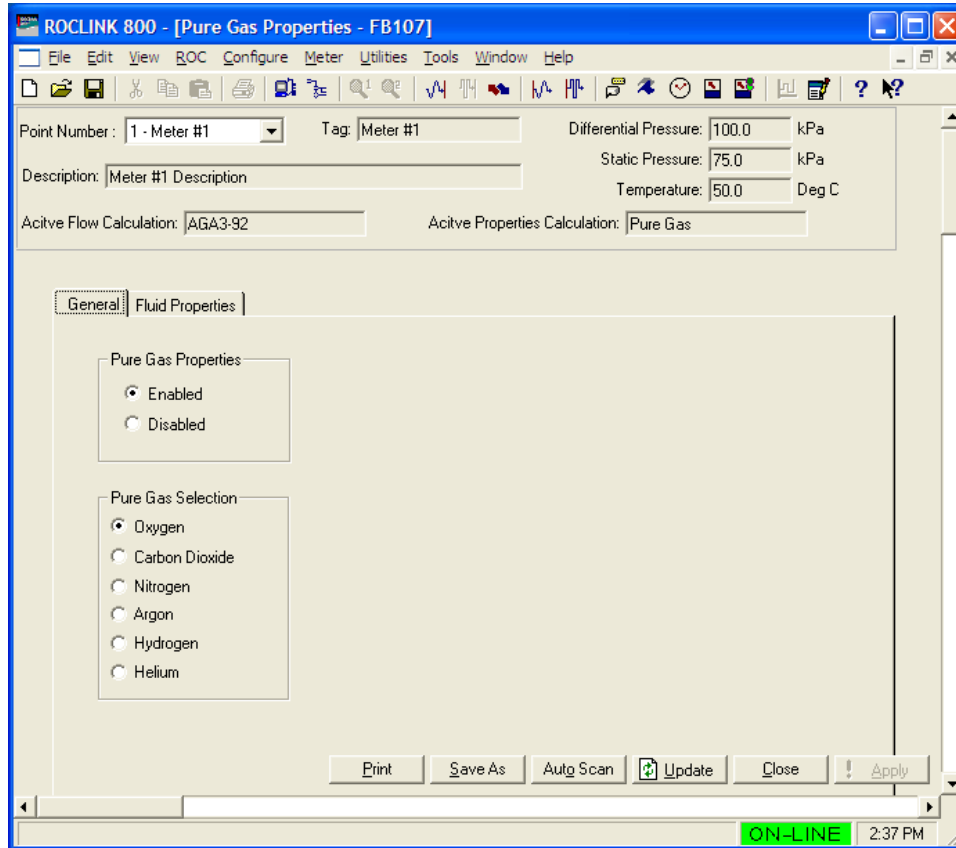 ROCLINK 800 - [Pure Gas Properties - FB107]
File Edit View ROC Configure Meter Utilities Tools Window Help
Point Number : 1 - Meter #1 Tag: Meter #1 Differential Pressure: 100.0 kPa
Static Pressure: 75.0 kPa
Description: Meter #1 Description
Temperature: 50.0 Deg C
Acitve Flow Calculation: AGA3-92 Acitve Properties Calculation: Pure Gas
General Fluid Properties
Pure Gas Properties
Enabled
Disabled
Pure Gas Selection
Oxygen
Carbon Dioxide
Nitrogen
Argon
Hydrogen
Helium
Print Save As Auto Scan Update Close ! Apply
ON-LINE 2:37 PM